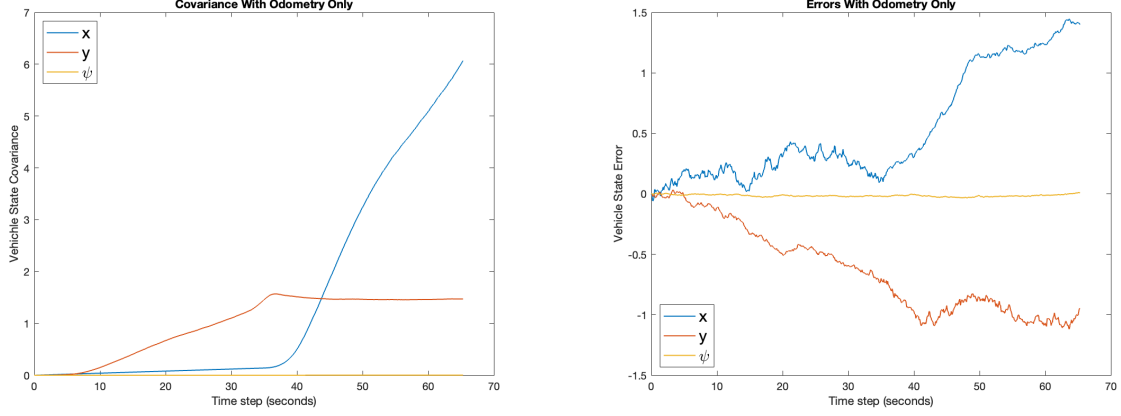 Covariance With Odometry Only
7
6
5
4
3
2
1
0
0 10 20 30 40 50 60 70
Vehichle State Covariance
Time step (seconds)
x
y
ψ
Errors With Odometry Only
1.5
1
0.5
0
-0.5
-1
-1.5
0 10 20 30 40 50 60 70
Vehicle State Error
Time step (seconds)
x
y
ψ